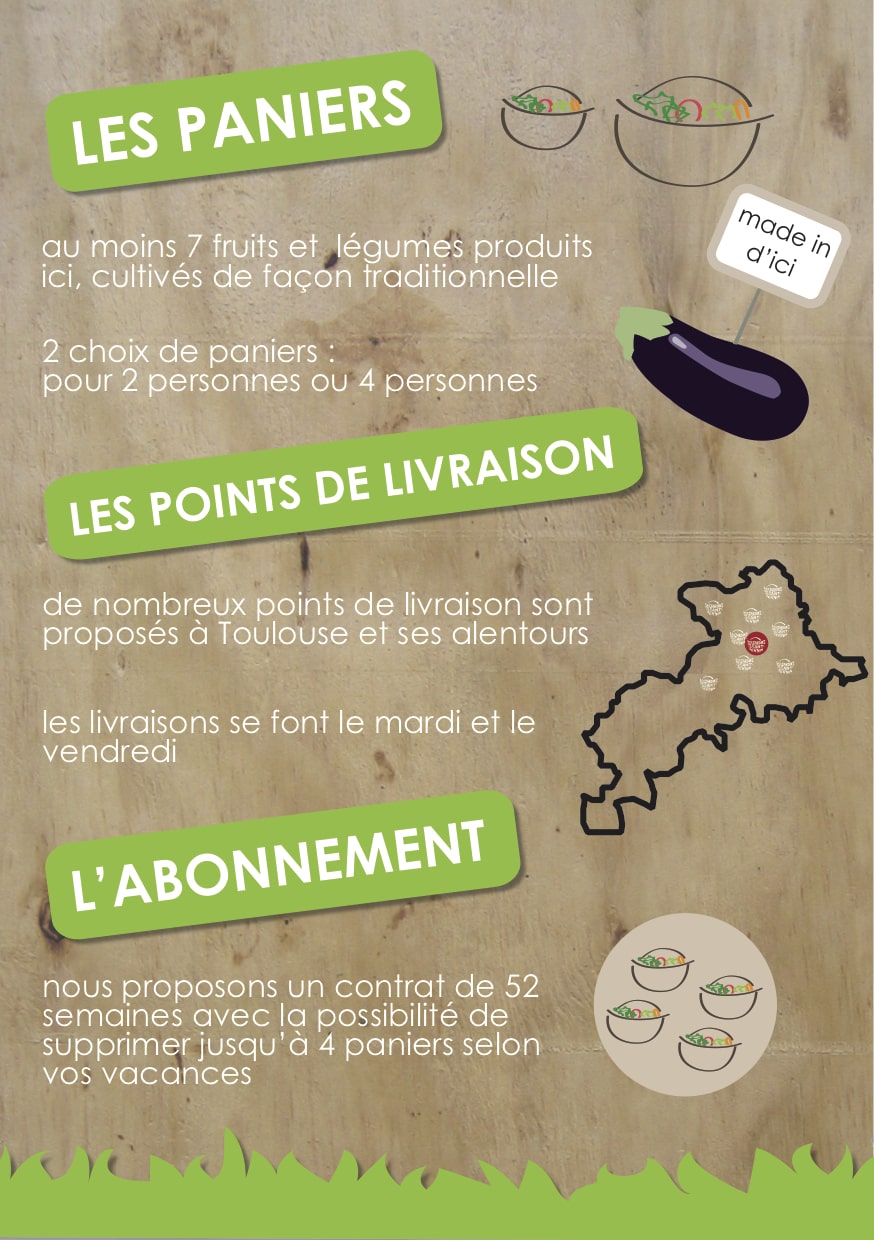 LES PANIERS
made in
d'ici
au moins 7 fruits et légumes produits
ici, cultivés de façon traditionnelle
2 choix de paniers :
pour 2 personnes ou 4 personnes
LES POINTS DE LIVRAISON
de nombreux points de livraison sont
proposés à Toulouse et ses alentours
les livraisons se font le mardi et le
vendredi
L'ABONNEMENT
nous proposons un contrat de 52
semaines avec la possibilité de
supprimer jusqu'à 4 paniers selon
vos vacances